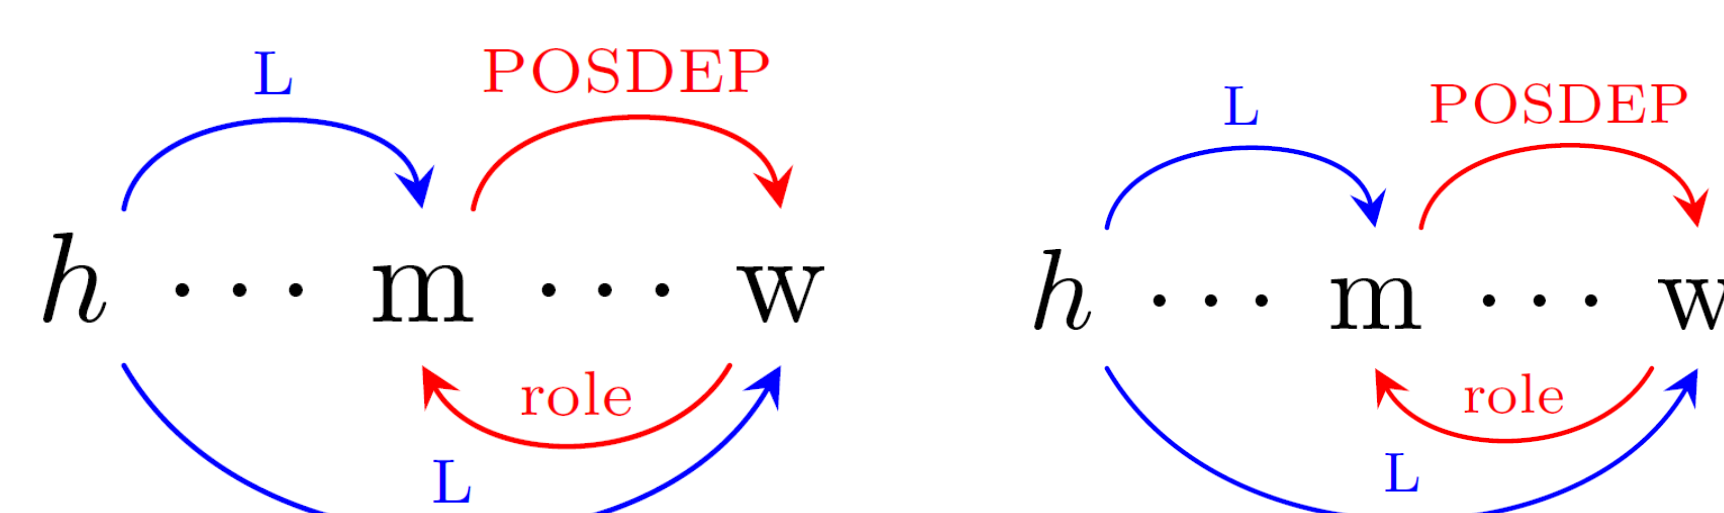 L POSDEP
L POSDEP
h ··· m ··· w
h ··· m ··· w
role
role
L
L